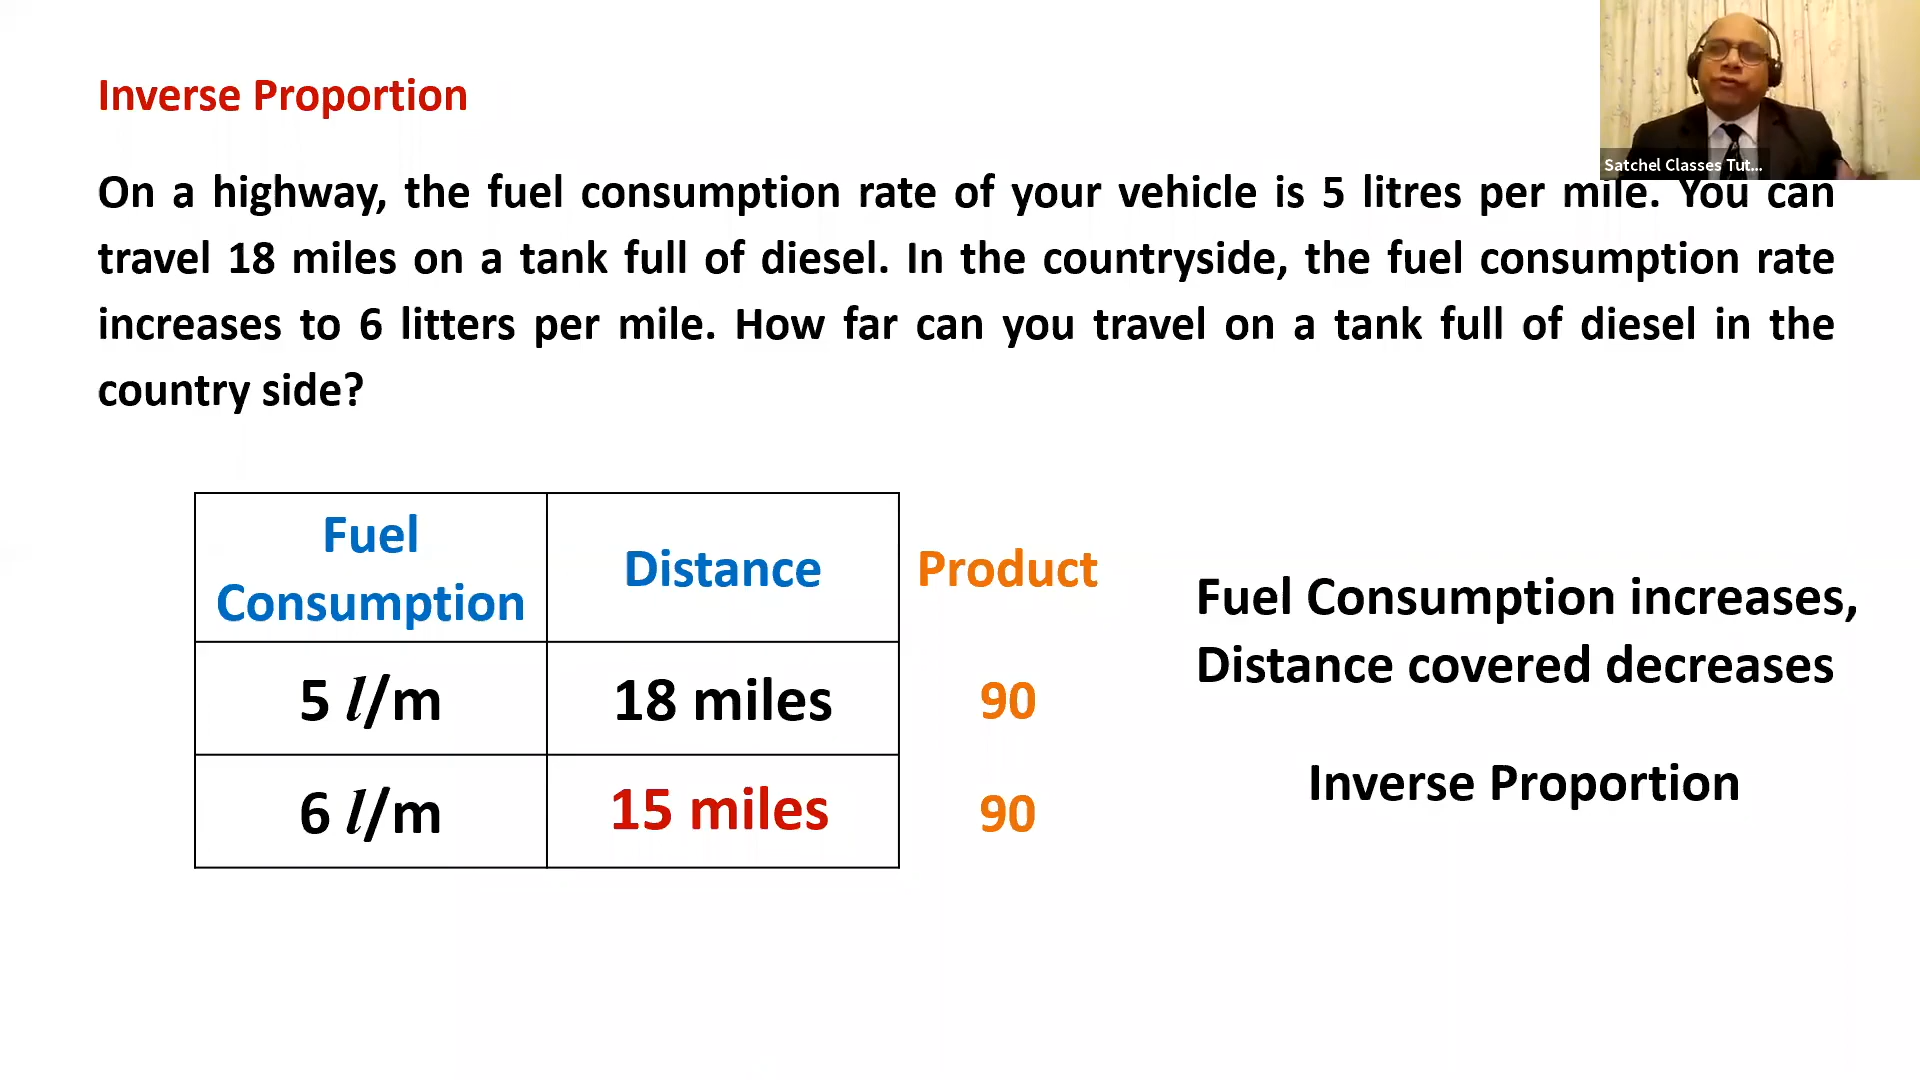 Satchel Classes Tut...
Inverse Proportion
On a highway, the fuel consumption rate of your vehicle is 5 litres per mile. You can
travel 18 miles on a tank full of diesel. In the countryside, the fuel consumption rate
increases to 6 litters per mile. How far can you travel on a tank full of diesel in the
country side?
Fuel
Consumption
Distance
Product
5 l/m
18 miles
90
6 l/m
15 miles
90
Fuel Consumption increases,
Distance covered decreases
Inverse Proportion